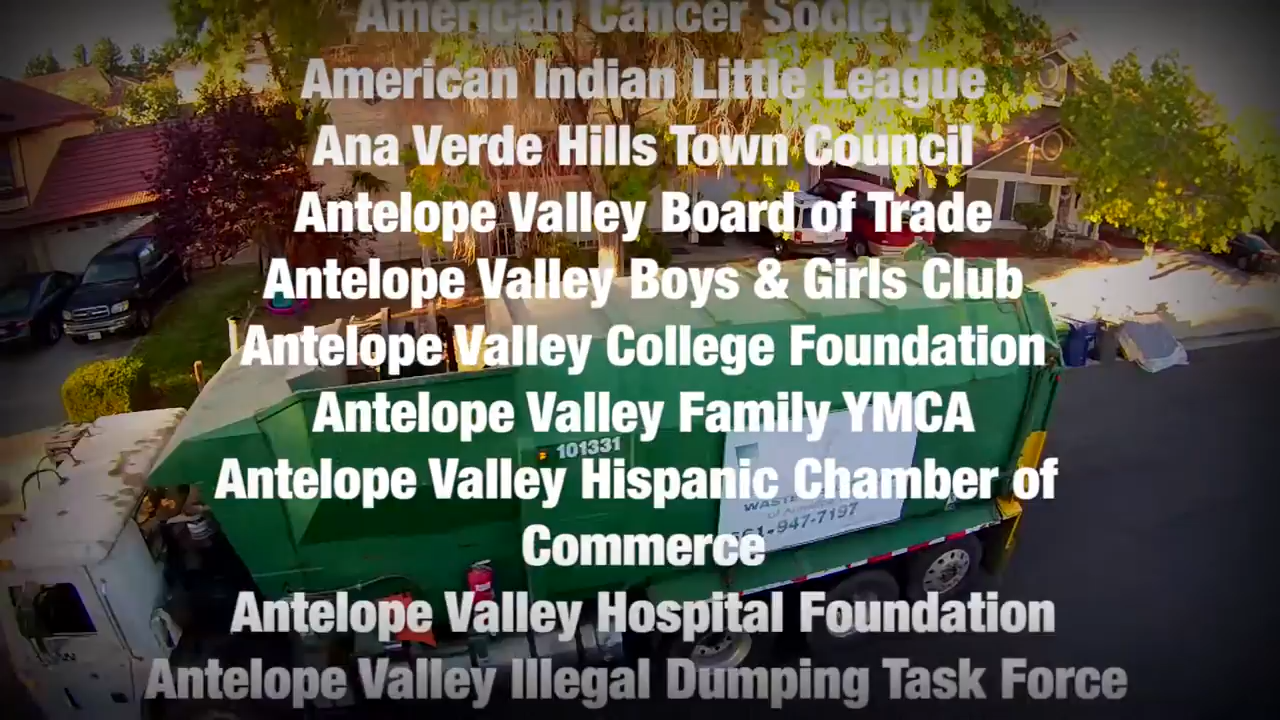 American Cancer Society
American Indian Little League
Ana Verde Hills Town Council
Antelope Valley Board of Trade
Antelope Valley Boys & Girls Club
Antelope Valley College Foundation
Antelope Valley Family YMCA
101331
Antelope Valley Hispanic Chamber of
Commerce
WASTE
661-947-7197
Antelope Valley Hospital Foundation
Antelope Valley Illegal Dumping Task Force